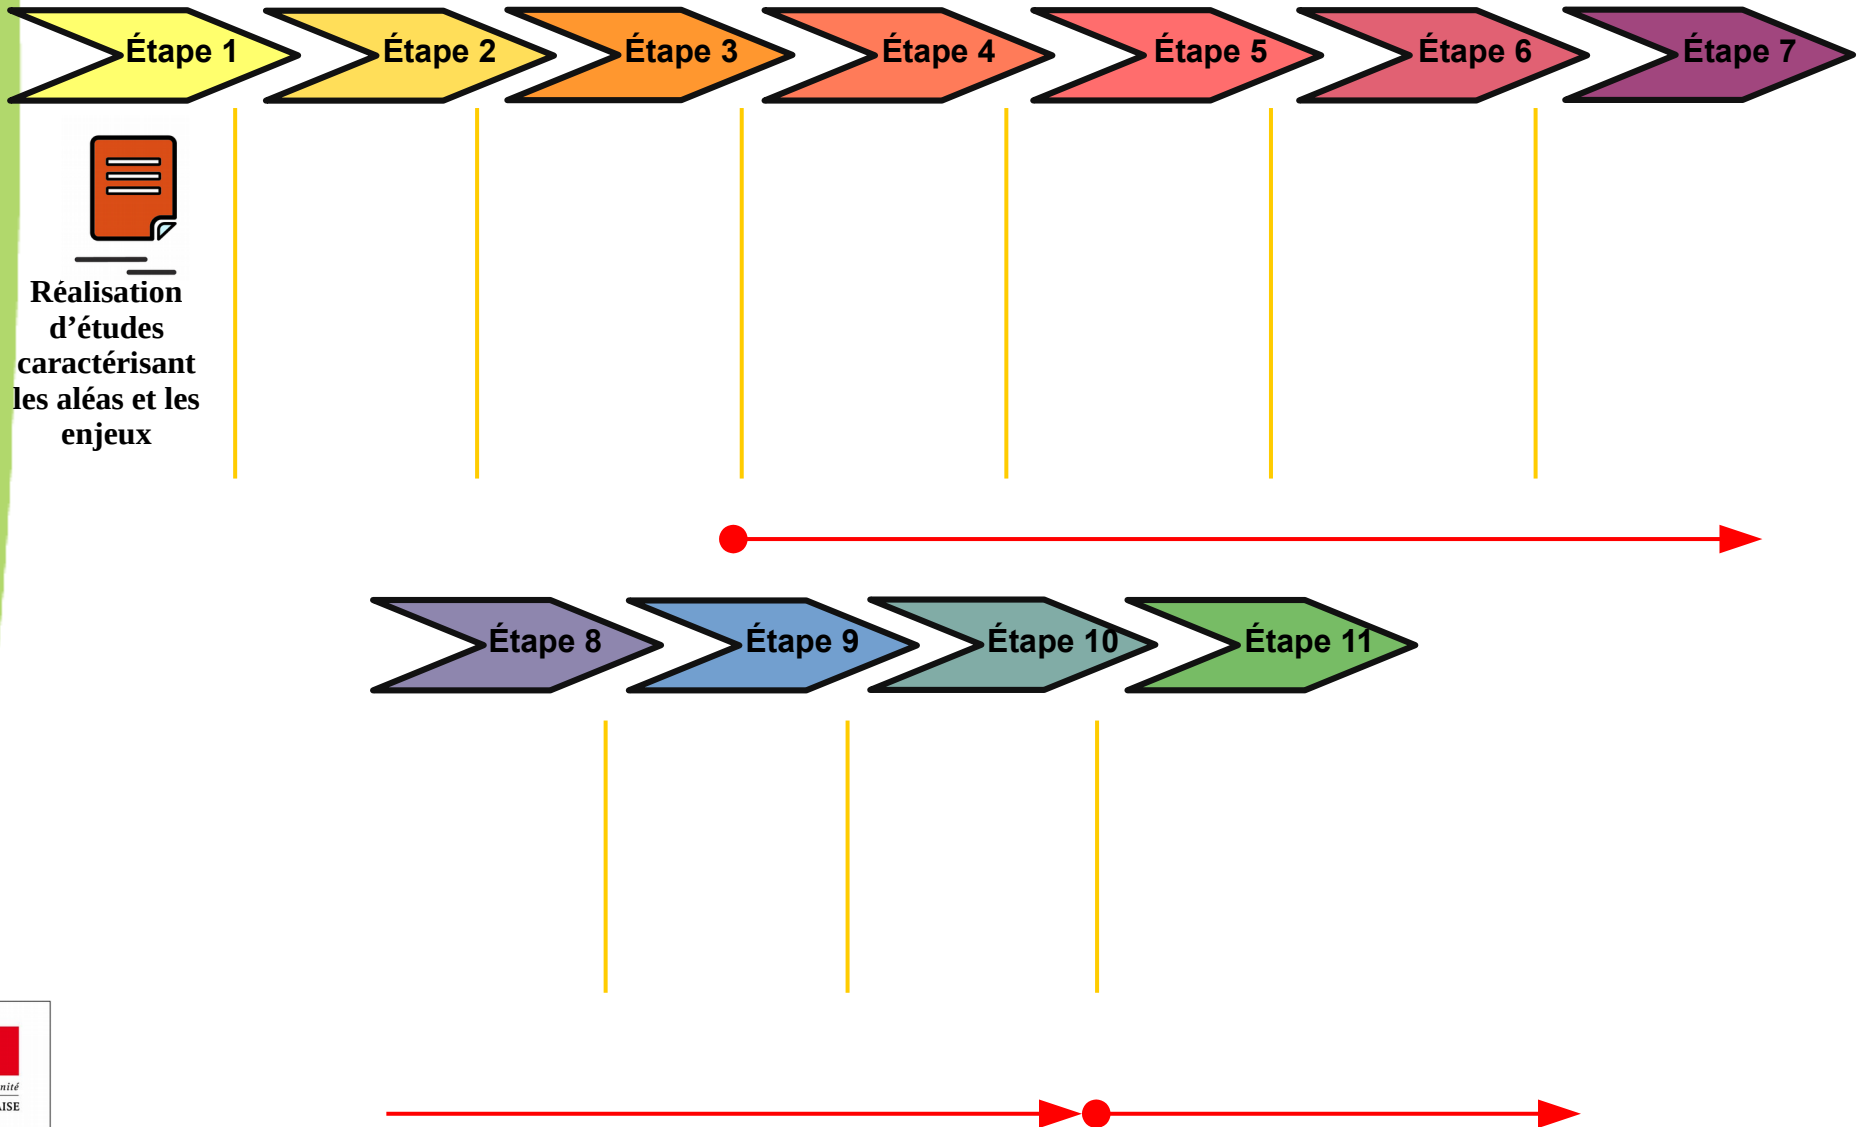 Étape 1
Étape 2
Étape 3
Étape 4
Étape 5
Étape 6
Étape 7
Réalisation
d’études
caractérisant
les aléas et les
enjeux
Étape 8
Étape 9
Étape 10
Étape 11